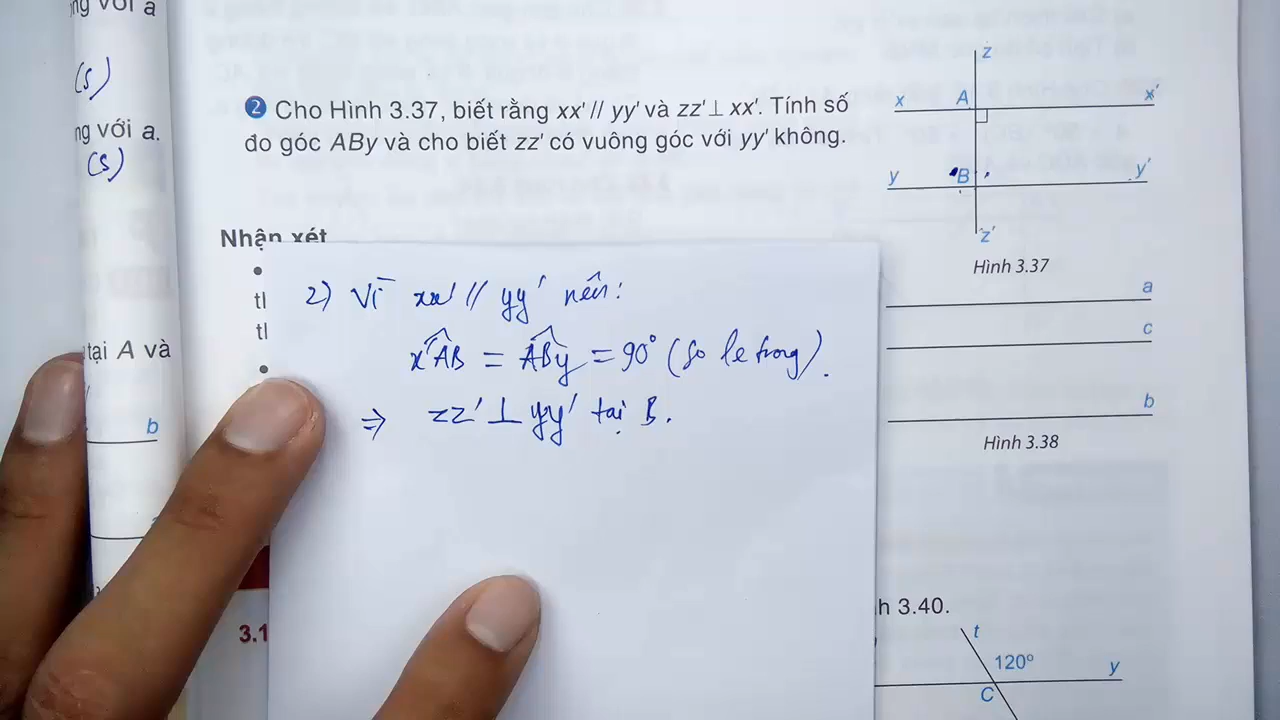 ng với a
(S)
ng với a.
(S)
tại A và
b
2 Cho Hình 3.37, biết rằng xx' // yy' và zz' ⊥ xx'. Tính số
đo góc ABy và cho biết zz' có vuông góc với yy' không.
z
x A x'
y B y'
z'
Hình 3.37
Nhận xét
tl
tl
2) Vì xx' // yy' nên:
x'AB = ABy = 90° (so le trong).
⇒ zz' ⊥ yy' tại B.
a
c
b
Hình 3.38
3.1
h 3.40.
t
120°
y
C